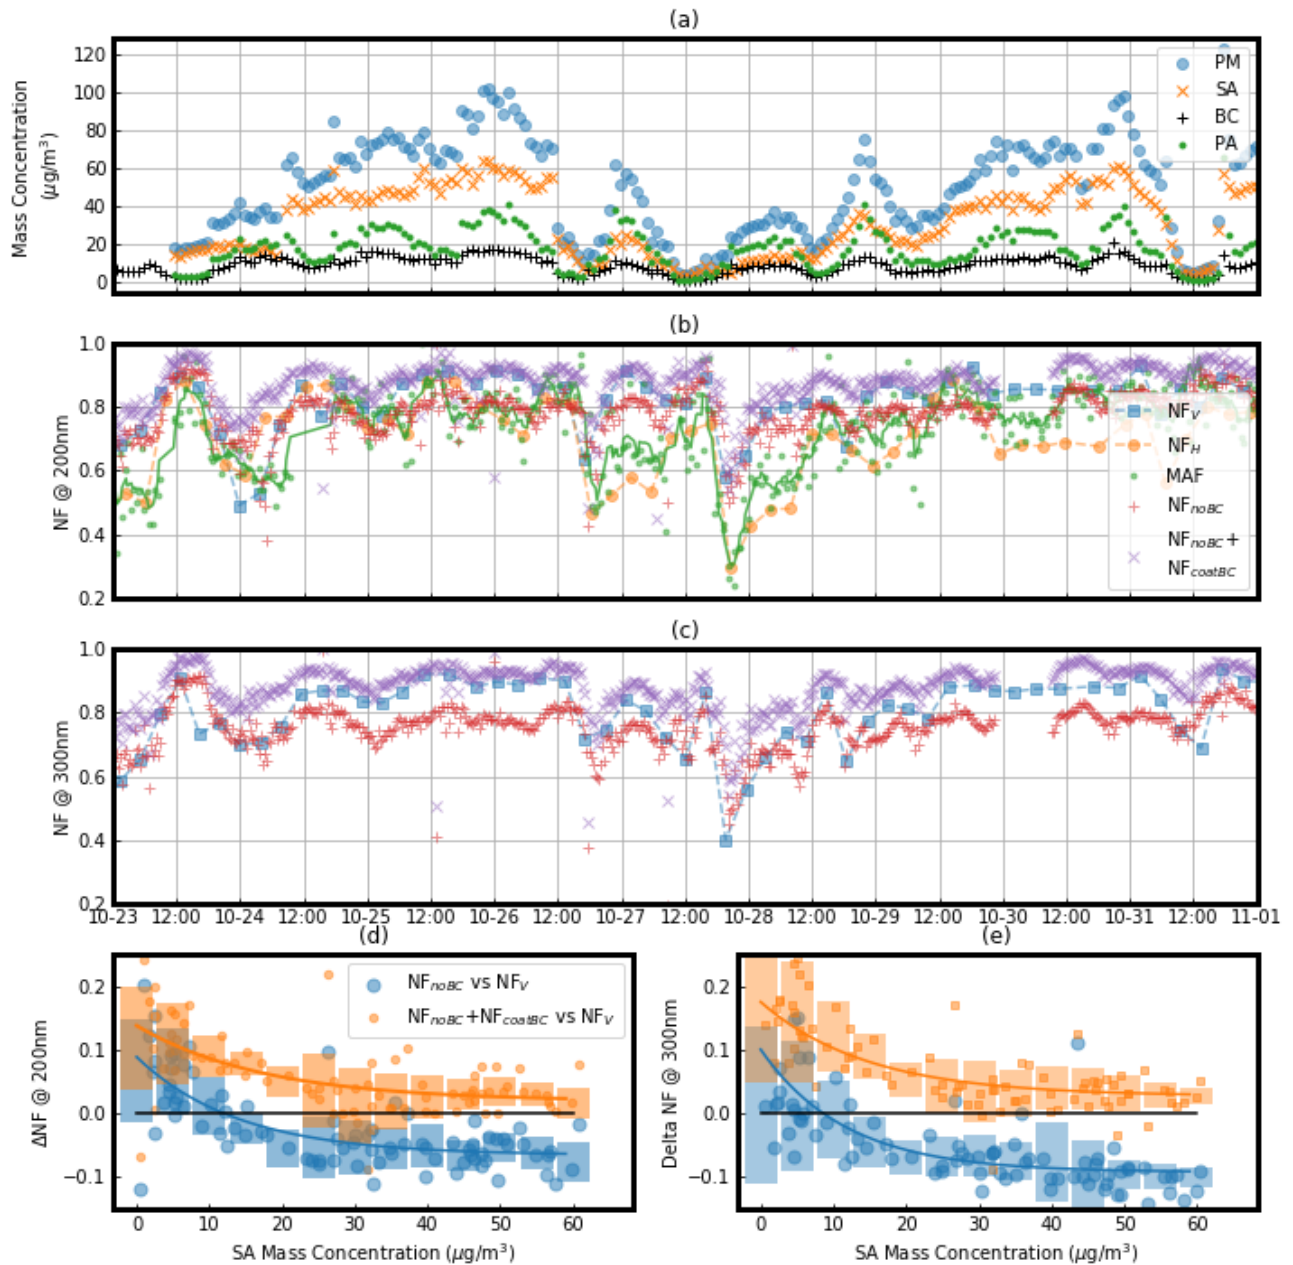 (a)
Mass Concentration
(μg/m³)
120
100
80
60
40
20
0
PM
SA
BC
PA
(b)
NF @ 200nm
1.0
0.8
0.6
0.4
0.2
NF_V
NF_H
MAF
NF_noBC
NF_noBC+
NF_coatBC
(c)
NF @ 300nm
1.0
0.8
0.6
0.4
0.2
10-23 12:00 10-24 12:00 10-25 12:00 10-26 12:00 10-27 12:00 10-28 12:00 10-29 12:00 10-30 12:00 10-31 12:00 11-01
(d)
ΔNF @ 200nm
0.2
0.1
0.0
−0.1
NF_noBC vs NF_V
NF_noBC+NF_coatBC vs NF_V
0 10 20 30 40 50 60
SA Mass Concentration (μg/m³)
(e)
Delta NF @ 300nm
0.2
0.1
0.0
−0.1
0 10 20 30 40 50 60
SA Mass Concentration (μg/m³)